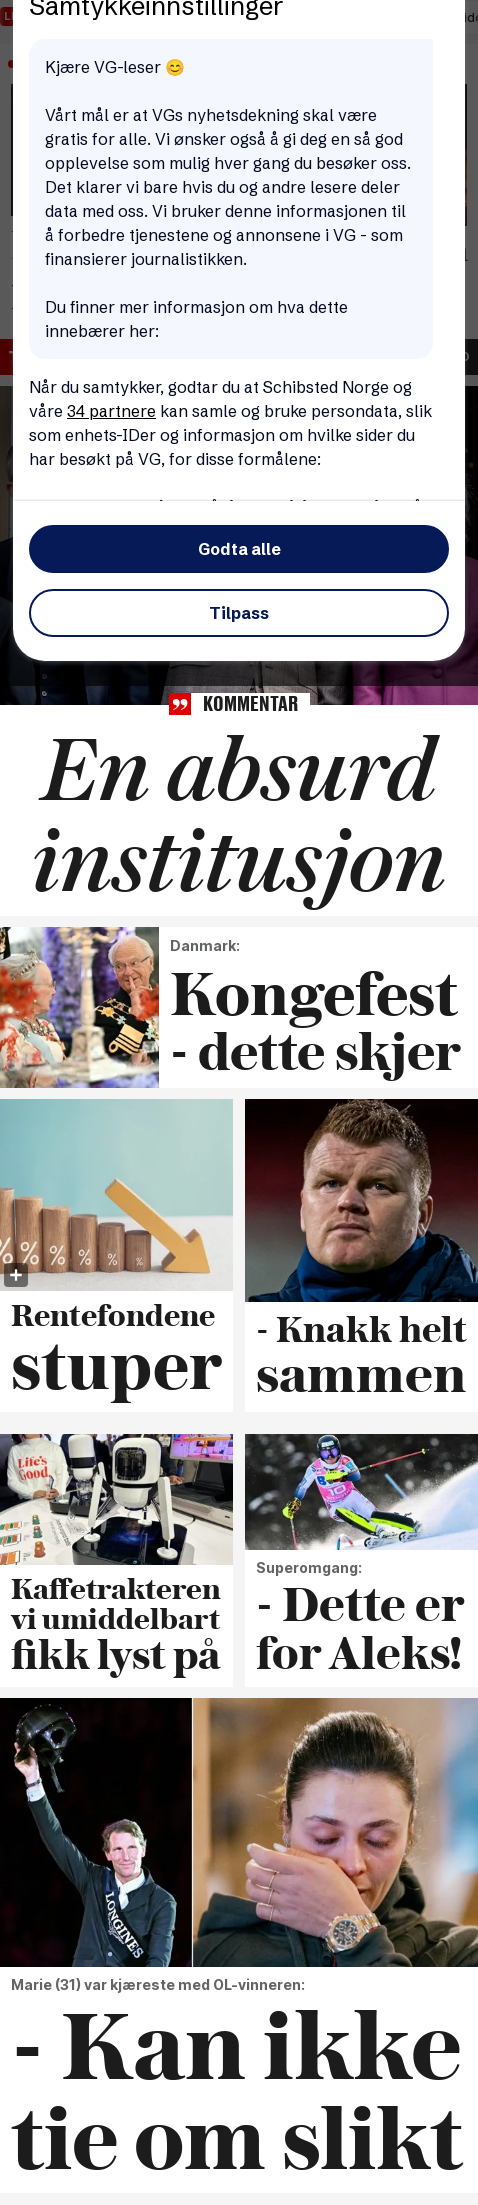 Samtykkeinnstillinger
Kjære VG-leser 😊
Vårt mål er at VGs nyhetsdekning skal være
gratis for alle. Vi ønsker også å gi deg en så god
opplevelse som mulig hver gang du besøker oss.
Det klarer vi bare hvis du og andre lesere deler
data med oss. Vi bruker denne informasjonen til
å forbedre tjenestene og annonsene i VG - som
finansierer journalistikken.
Du finner mer informasjon om hva dette
innebærer her:
Når du samtykker, godtar du at Schibsted Norge og
våre 34 partnere kan samle og bruke persondata, slik
som enhets-IDer og informasjon om hvilke sider du
har besøkt på VG, for disse formålene:
Godta alle
Tilpass
KOMMENTAR
En absurd
institusjon
Danmark:
Kongefest
- dette skjer
% % % % %
+
Rentefondene
stuper
- Knakk helt
sammen
Life's
Good.
Kaffetrakteren
vi umiddelbart
fikk lyst på
10
Superomgang:
- Dette er
for Aleks!
LONGINES
Marie (31) var kjæreste med OL-vinneren:
- Kan ikke
tie om slikt